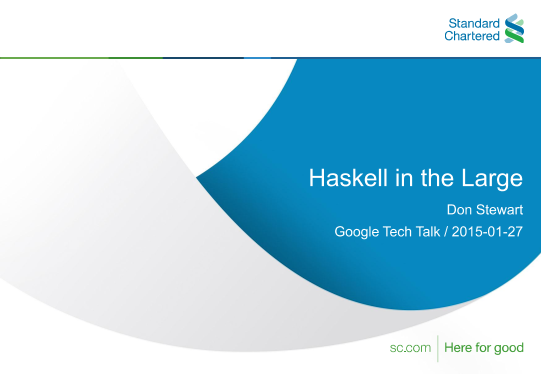 Standard
Chartered
Haskell in the Large
Don Stewart
Google Tech Talk / 2015-01-27
sc.com
Here for good